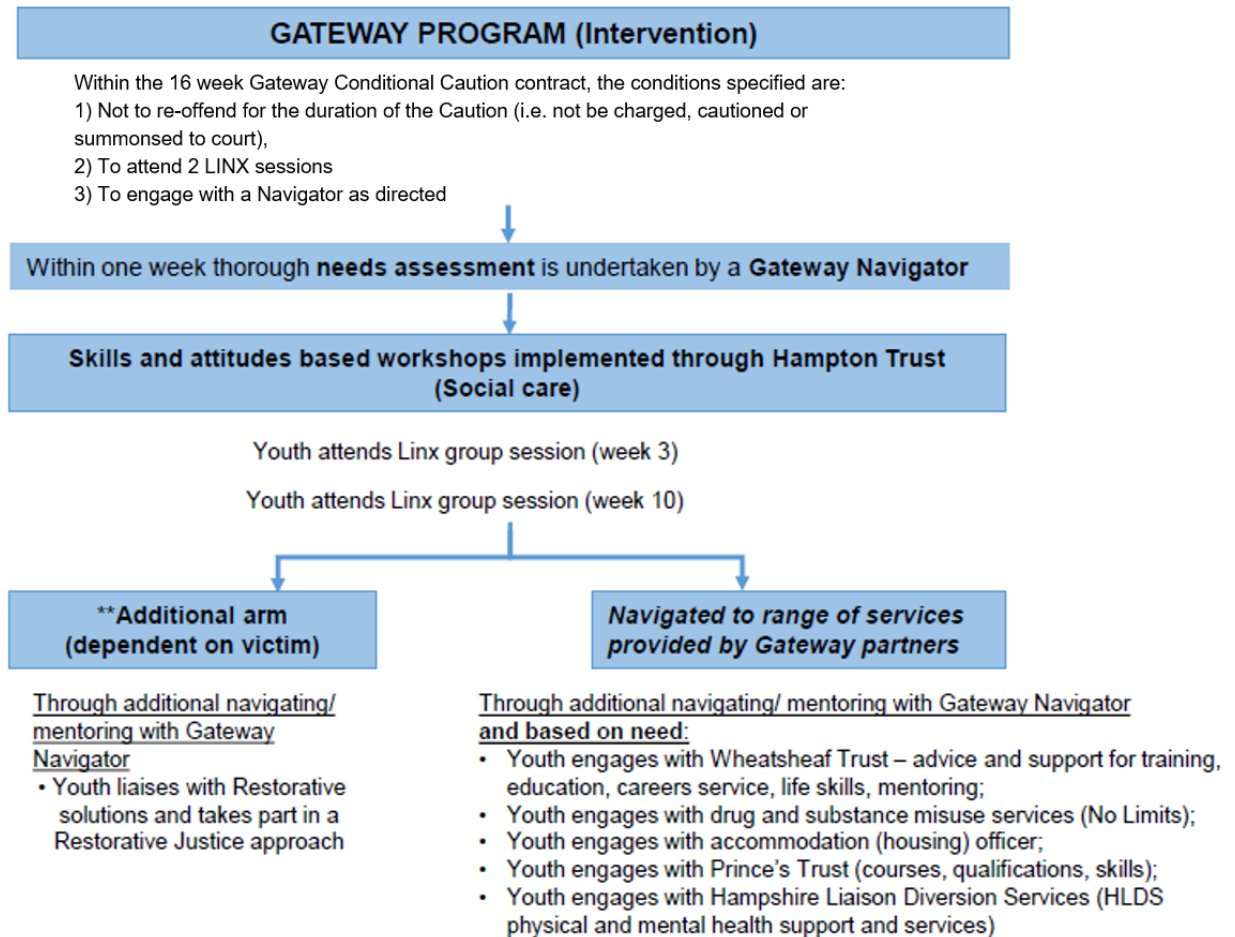 GATEWAY PROGRAM (Intervention)
Within the 16 week Gateway Conditional Caution contract, the conditions specified are:
1) Not to re-offend for the duration of the Caution (i.e. not be charged, cautioned or
summonsed to court),
2) To attend 2 LINX sessions
3) To engage with a Navigator as directed
Within one week thorough needs assessment is undertaken by a Gateway Navigator
Skills and attitudes based workshops implemented through Hampton Trust
(Social care)
Youth attends Linx group session (week 3)
Youth attends Linx group session (week 10)
**Additional arm
(dependent on victim)
Through additional navigating/
mentoring with Gateway
Navigator
• Youth liaises with Restorative
solutions and takes part in a
Restorative Justice approach
Navigated to range of services
provided by Gateway partners
Through additional navigating/ mentoring with Gateway Navigator
and based on need:
• Youth engages with Wheatsheaf Trust – advice and support for training,
education, careers service, life skills, mentoring;
• Youth engages with drug and substance misuse services (No Limits);
• Youth engages with accommodation (housing) officer;
• Youth engages with Prince's Trust (courses, qualifications, skills);
• Youth engages with Hampshire Liaison Diversion Services (HLDS
physical and mental health support and services)